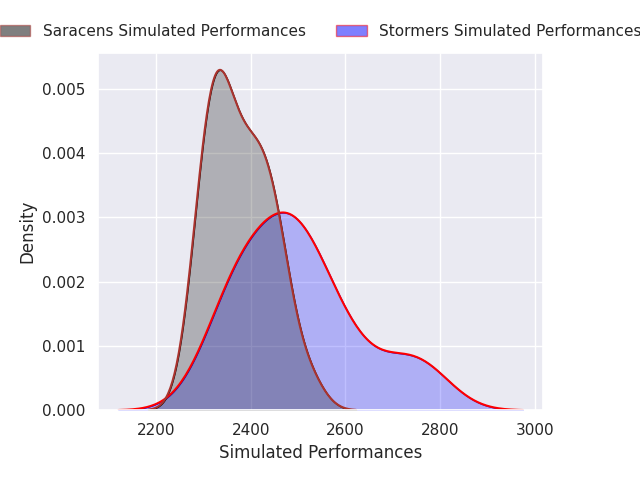 Saracens Simulated Performances Stormers Simulated Performances
0.005
0.004
0.003
0.002
0.001
0.000
Density
2200 2400 2600 2800 3000
Simulated Performances